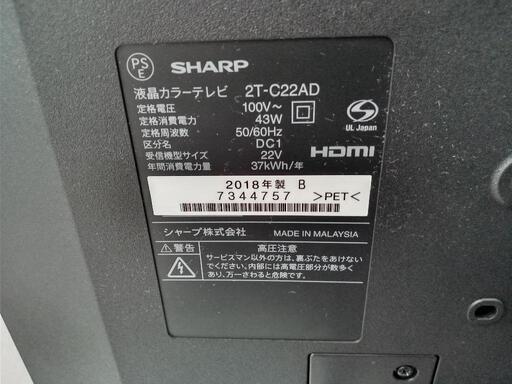 PS
E
SHARP
液晶カラーテレビ 2T-C22AD
定格電圧 100V～
定格消費電力 43W
定格周波数 50/60Hz
区分名 DC1
受信機型サイズ 22V
年間消費電力量 37kWh/年
UL Japan
HDMI
2018年製 B
7344757
>PET<
シャープ株式会社 MADE IN MALAYSIA
⚠警告 高圧注意
サービスマン以外の方は、裏ぶたをあけない
でください。内部には高電圧部分が数多く
あり、万一さわると危険です。